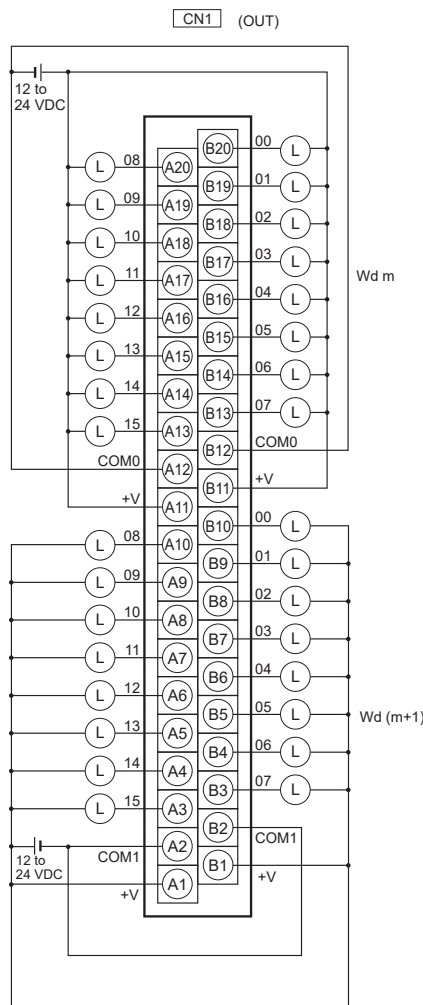 CN1 (OUT)
12 to
24 VDC
00 L
B20
L 08 A20
01 L
B19
L 09 A19
02 L
B18
L 10 A18
03 L
B17
L 11 A17
Wd m
04 L
B16
L 12 A16
05 L
B15
L 13 A15
06 L
B14
L 14 A14
07 L
B13
L 15 A13
B12 COM0
COM0 A12
B11 +V
+V A11
00 L
B10
L 08 A10
01 L
B9
L 09 A9
02 L
B8
L 10 A8
03 L
B7
L 11 A7
04 L
B6
L 12 A6
05 L
B5
Wd (m+1)
L 13 A5
06 L
B4
L 14 A4
07 L
B3
L 15 A3
B2 COM1
12 to
24 VDC
COM1 A2
B1 +V
+V A1